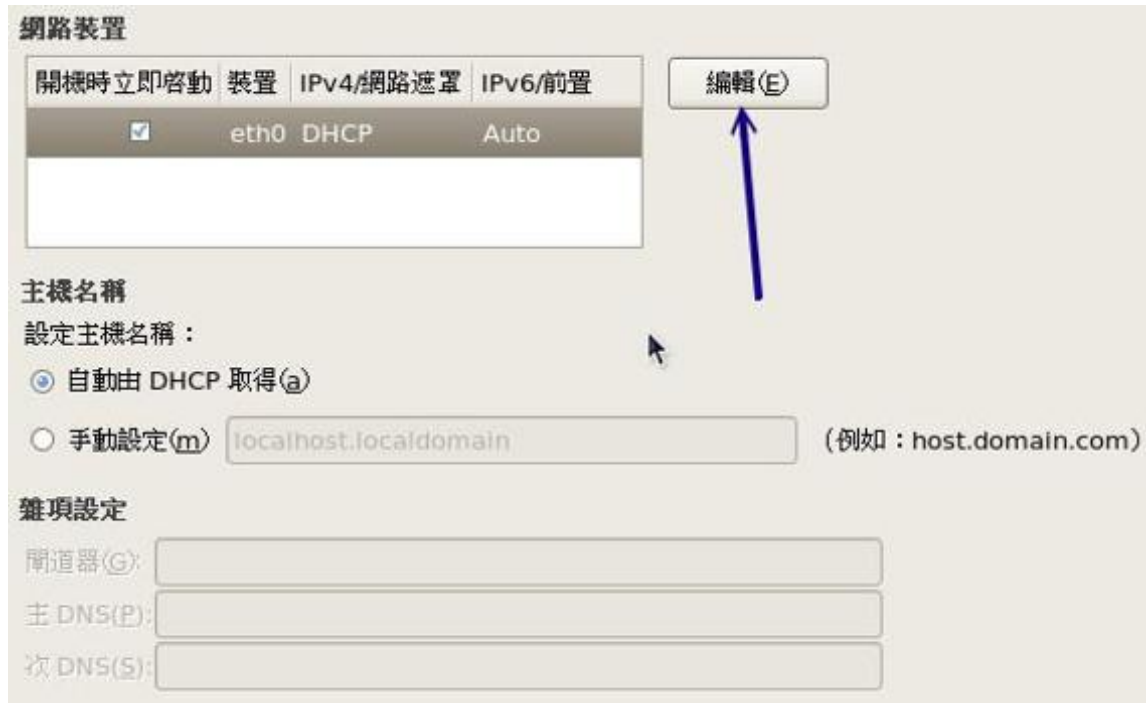 網路裝置
開機時立即啓動 裝置 IPv4/網路遮罩 IPv6/前置
編輯(E)
eth0 DHCP Auto
主機名稱
設定主機名稱：
自動由 DHCP 取得(a)
手動設定(m) localhost.localdomain (例如：host.domain.com)
雜項設定
閘道器(G):
主 DNS(P):
次 DNS(S):